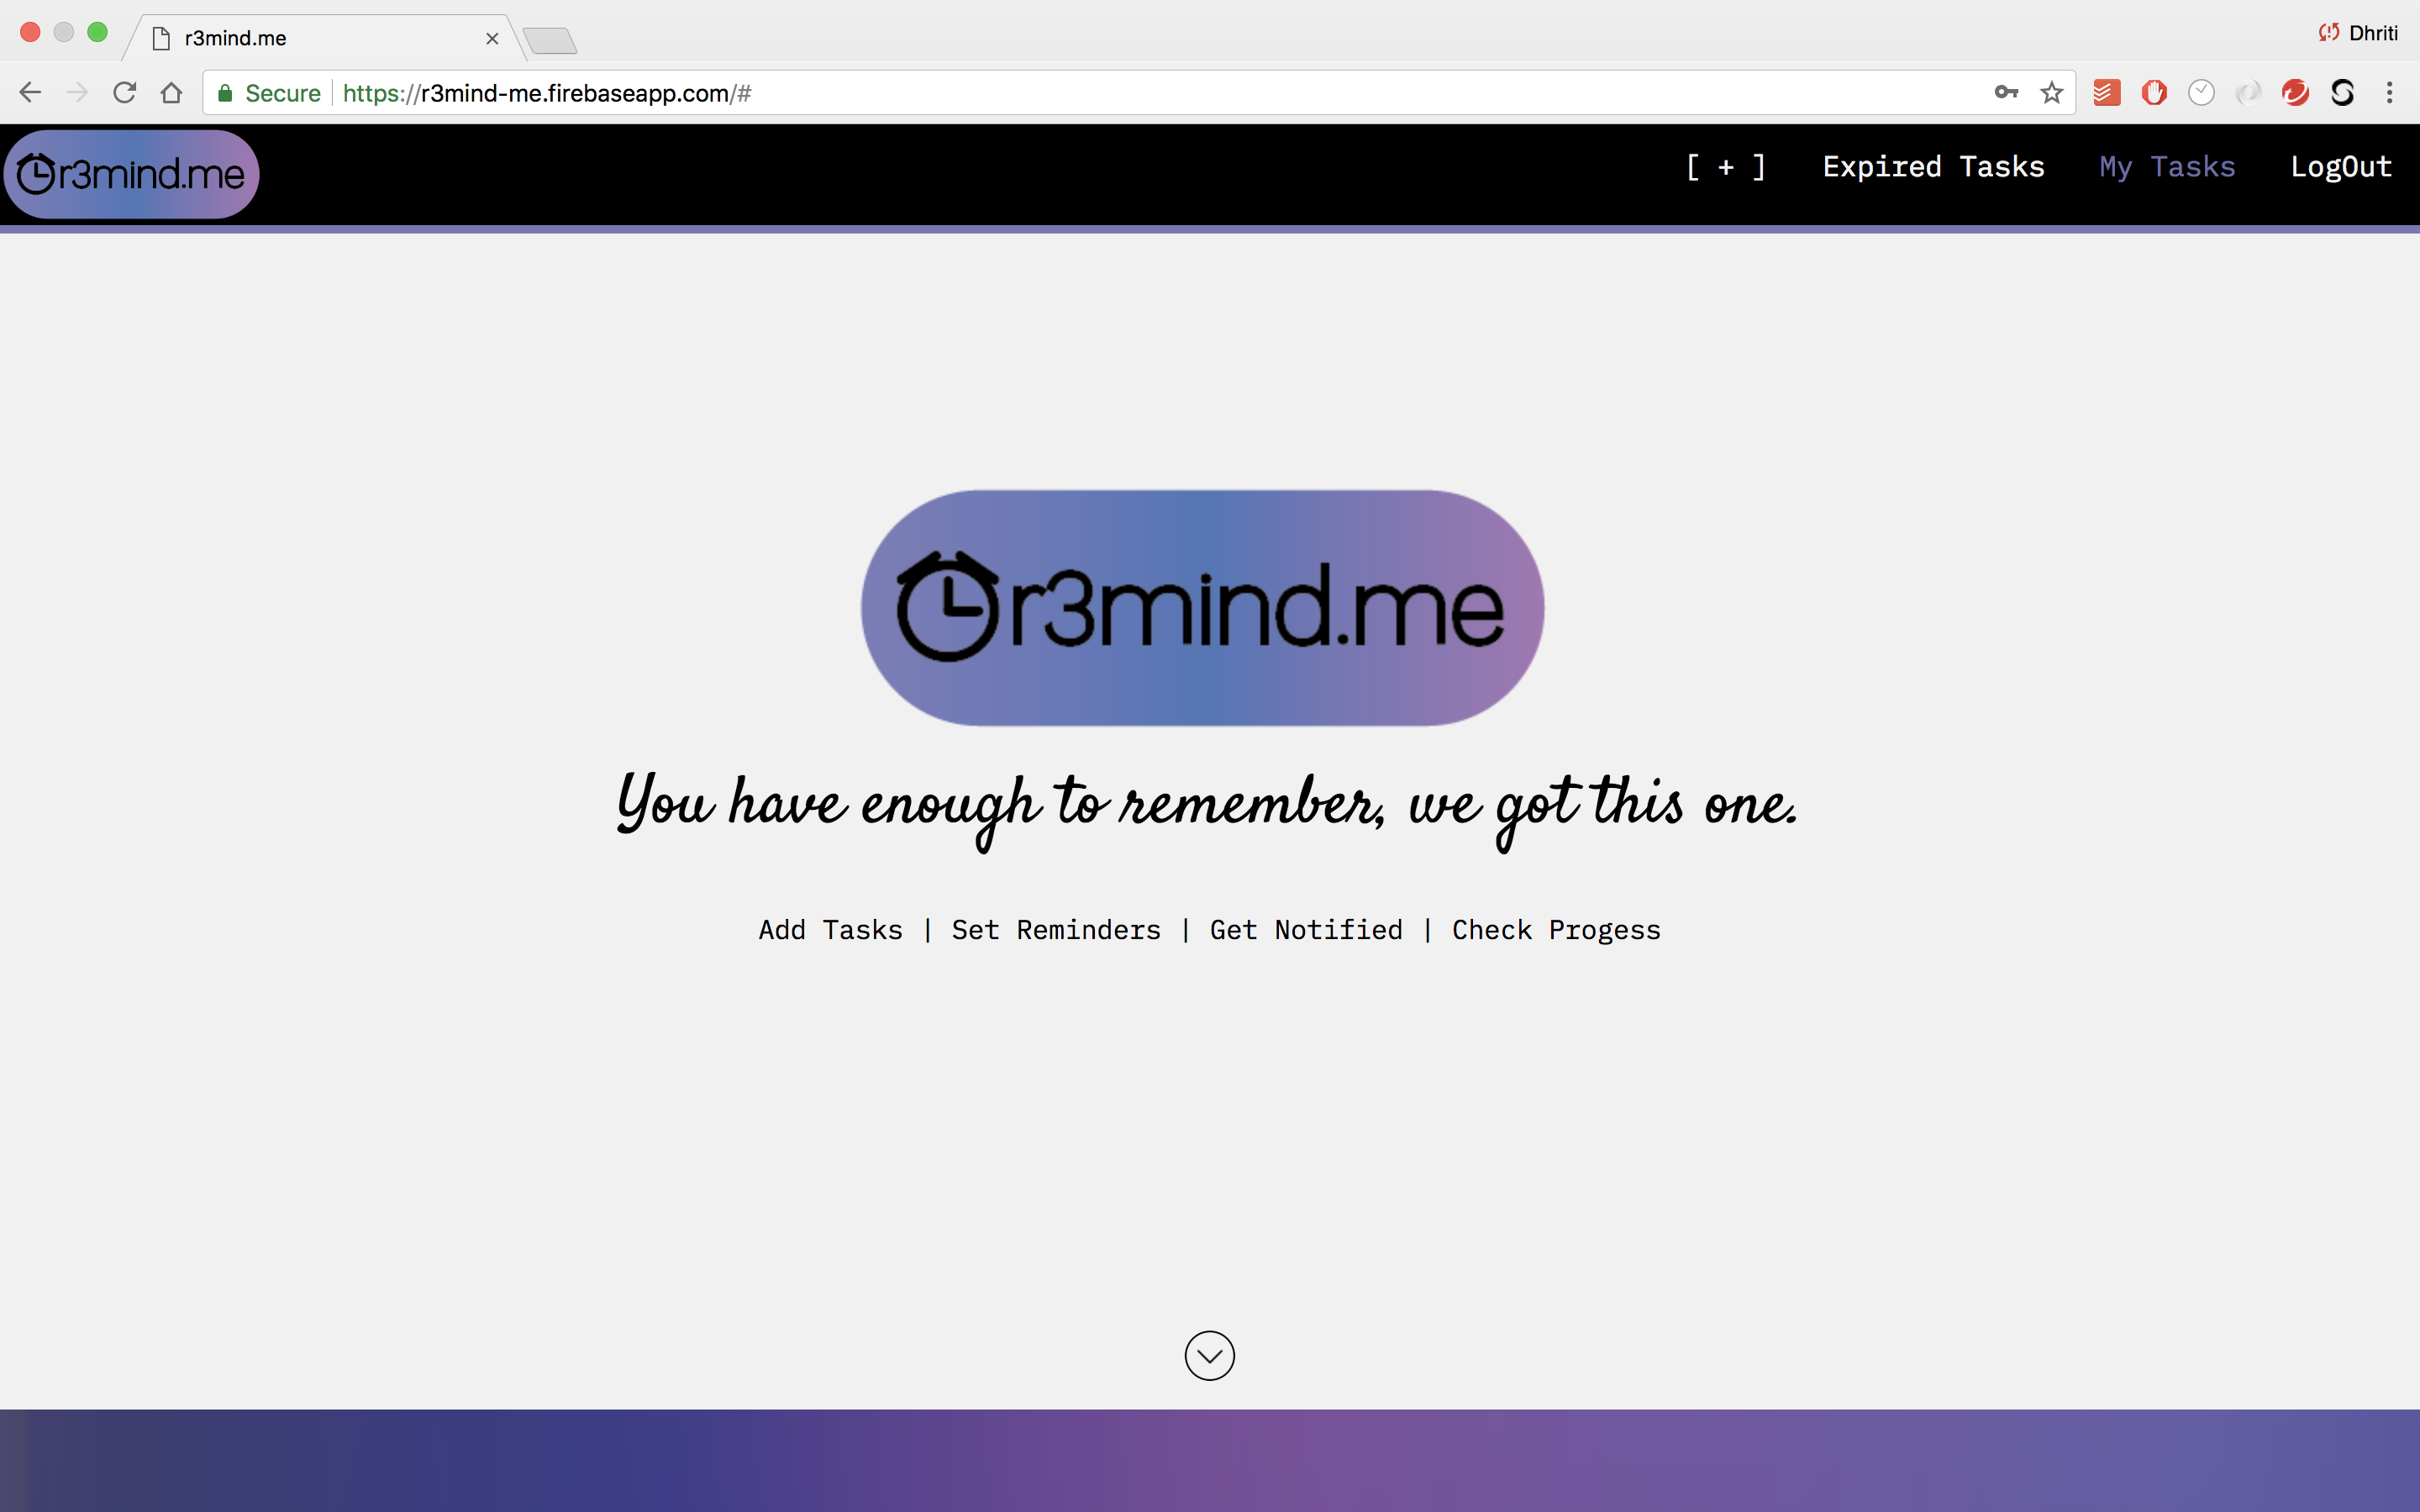 r3mind.me
Dhriti
Secure https://r3mind-me.firebaseapp.com/#
r3mind.me
[ + ] Expired Tasks My Tasks LogOut
r3mind.me
You have enough to remember, we got this one.
Add Tasks | Set Reminders | Get Notified | Check Progess